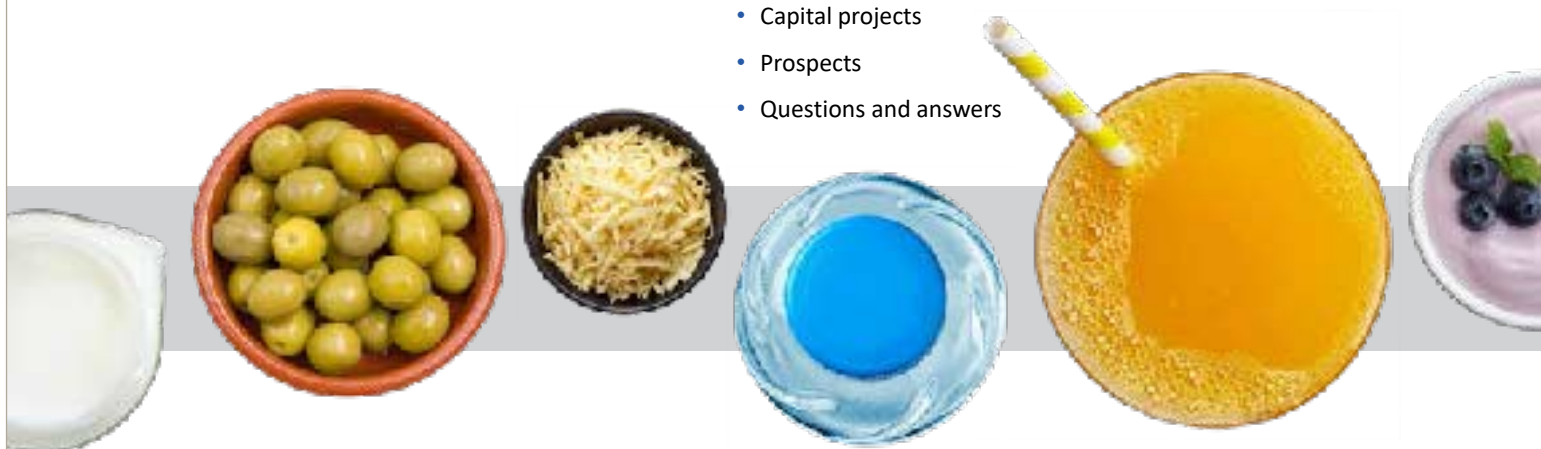 • Capital projects
• Prospects
• Questions and answers